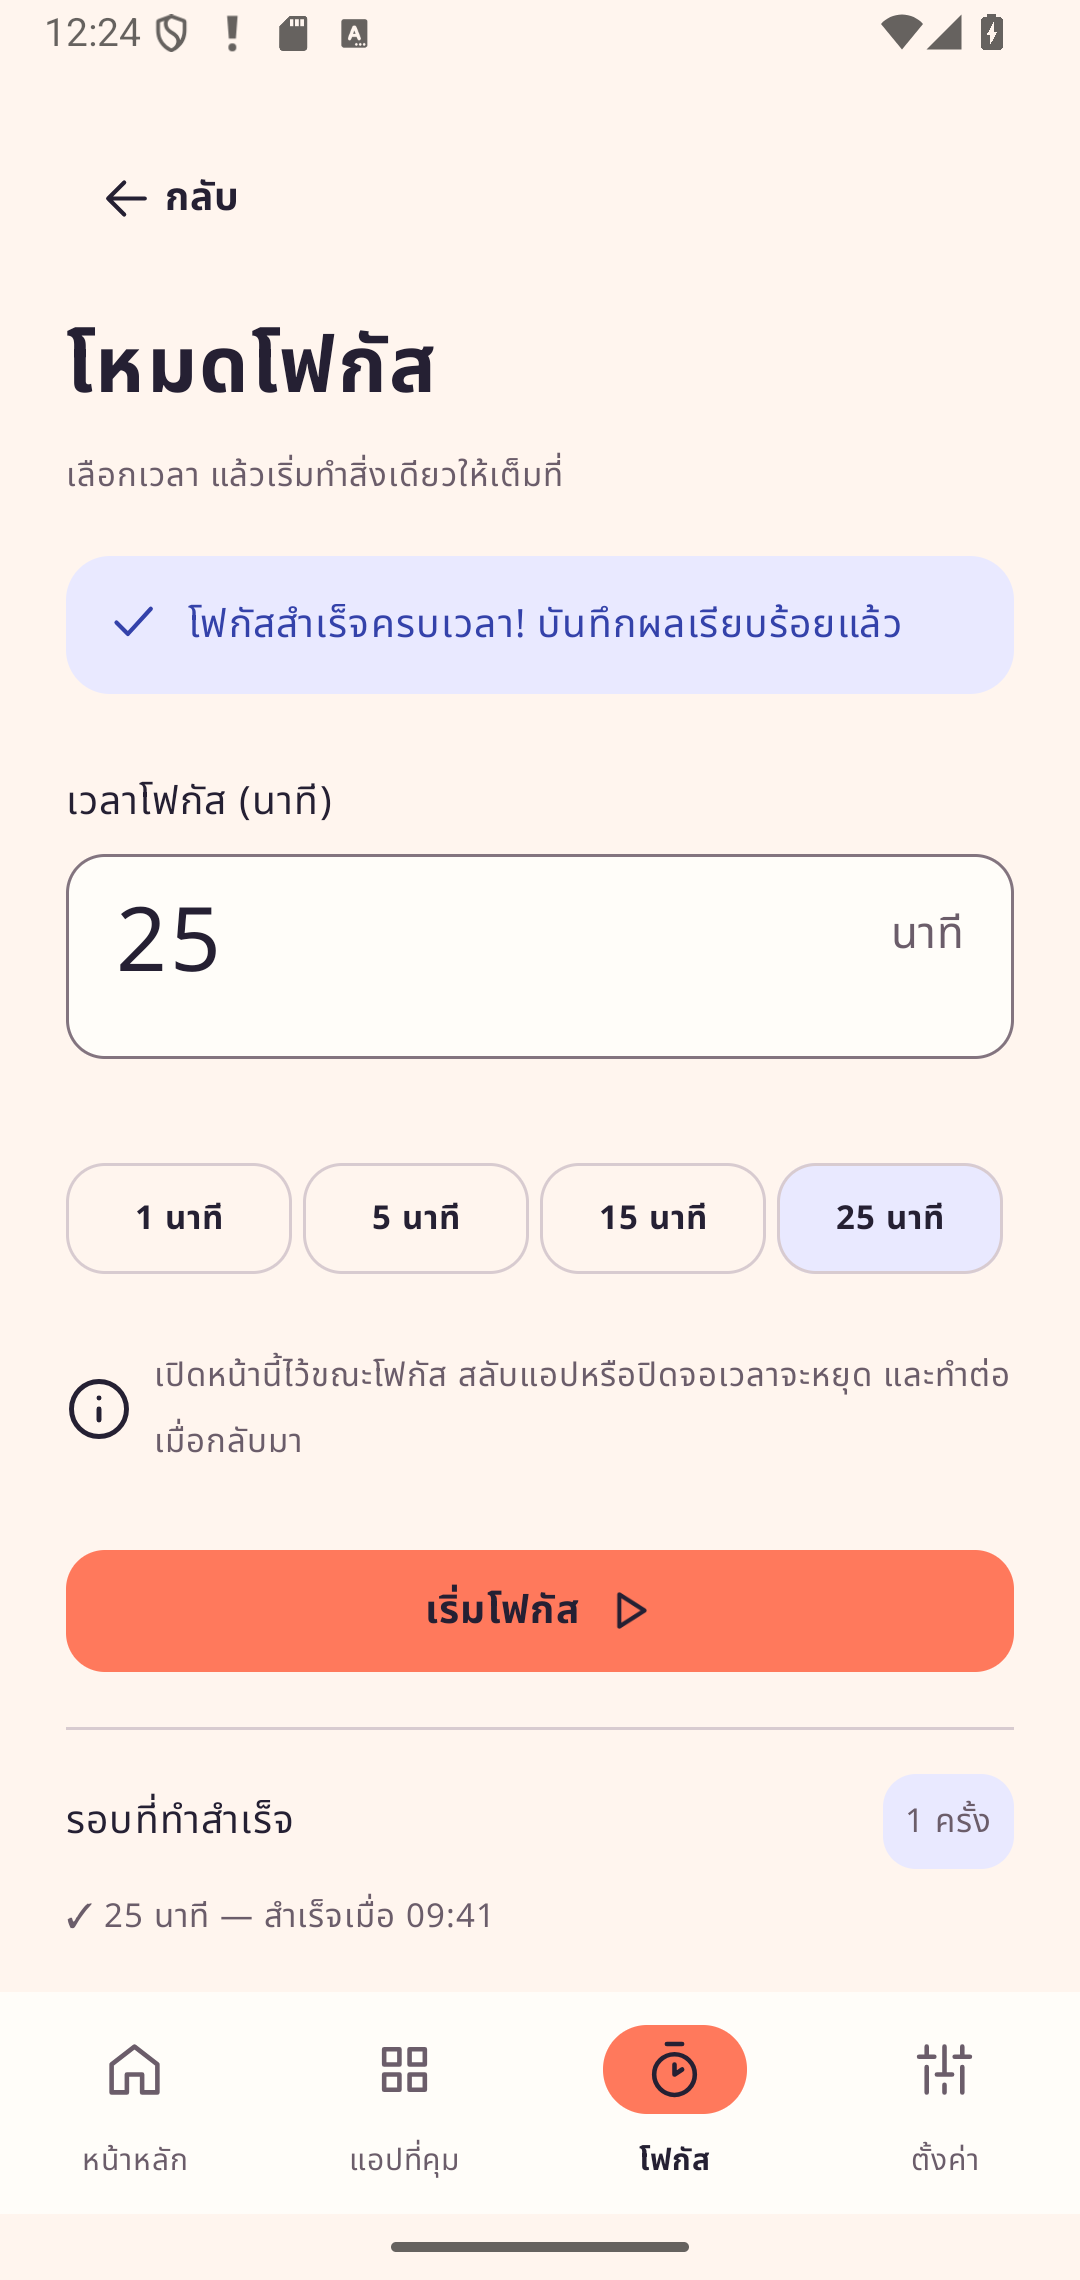 12:24
กลับ
โหมดโฟกัส
เลือกเวลา แล้วเริ่มทำสิ่งเดียวให้เต็มที่
โฟกัสสำเร็จครบเวลา! บันทึกผลเรียบร้อยแล้ว
เวลาโฟกัส (นาที)
25 นาที
1 นาที 5 นาที 15 นาที 25 นาที
เปิดหน้านี้ไว้ขณะโฟกัส สลับแอปหรือปิดจอเวลาจะหยุด และทำต่อ
เมื่อกลับมา
เริ่มโฟกัส
รอบที่ทำสำเร็จ 1 ครั้ง
✓ 25 นาที — สำเร็จเมื่อ 09:41
หน้าหลัก แอปที่คุม โฟกัส ตั้งค่า